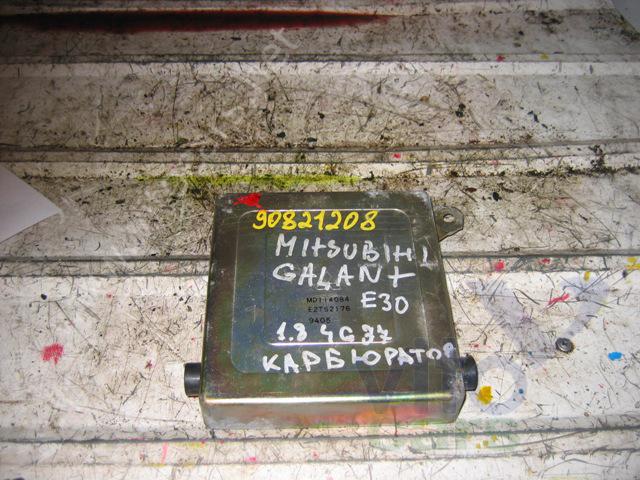 90821208
MITSUBIHI
GALANT
MD114084
E30
E2T52176
9405
1.8 4G37
КАРБЮРАТОР